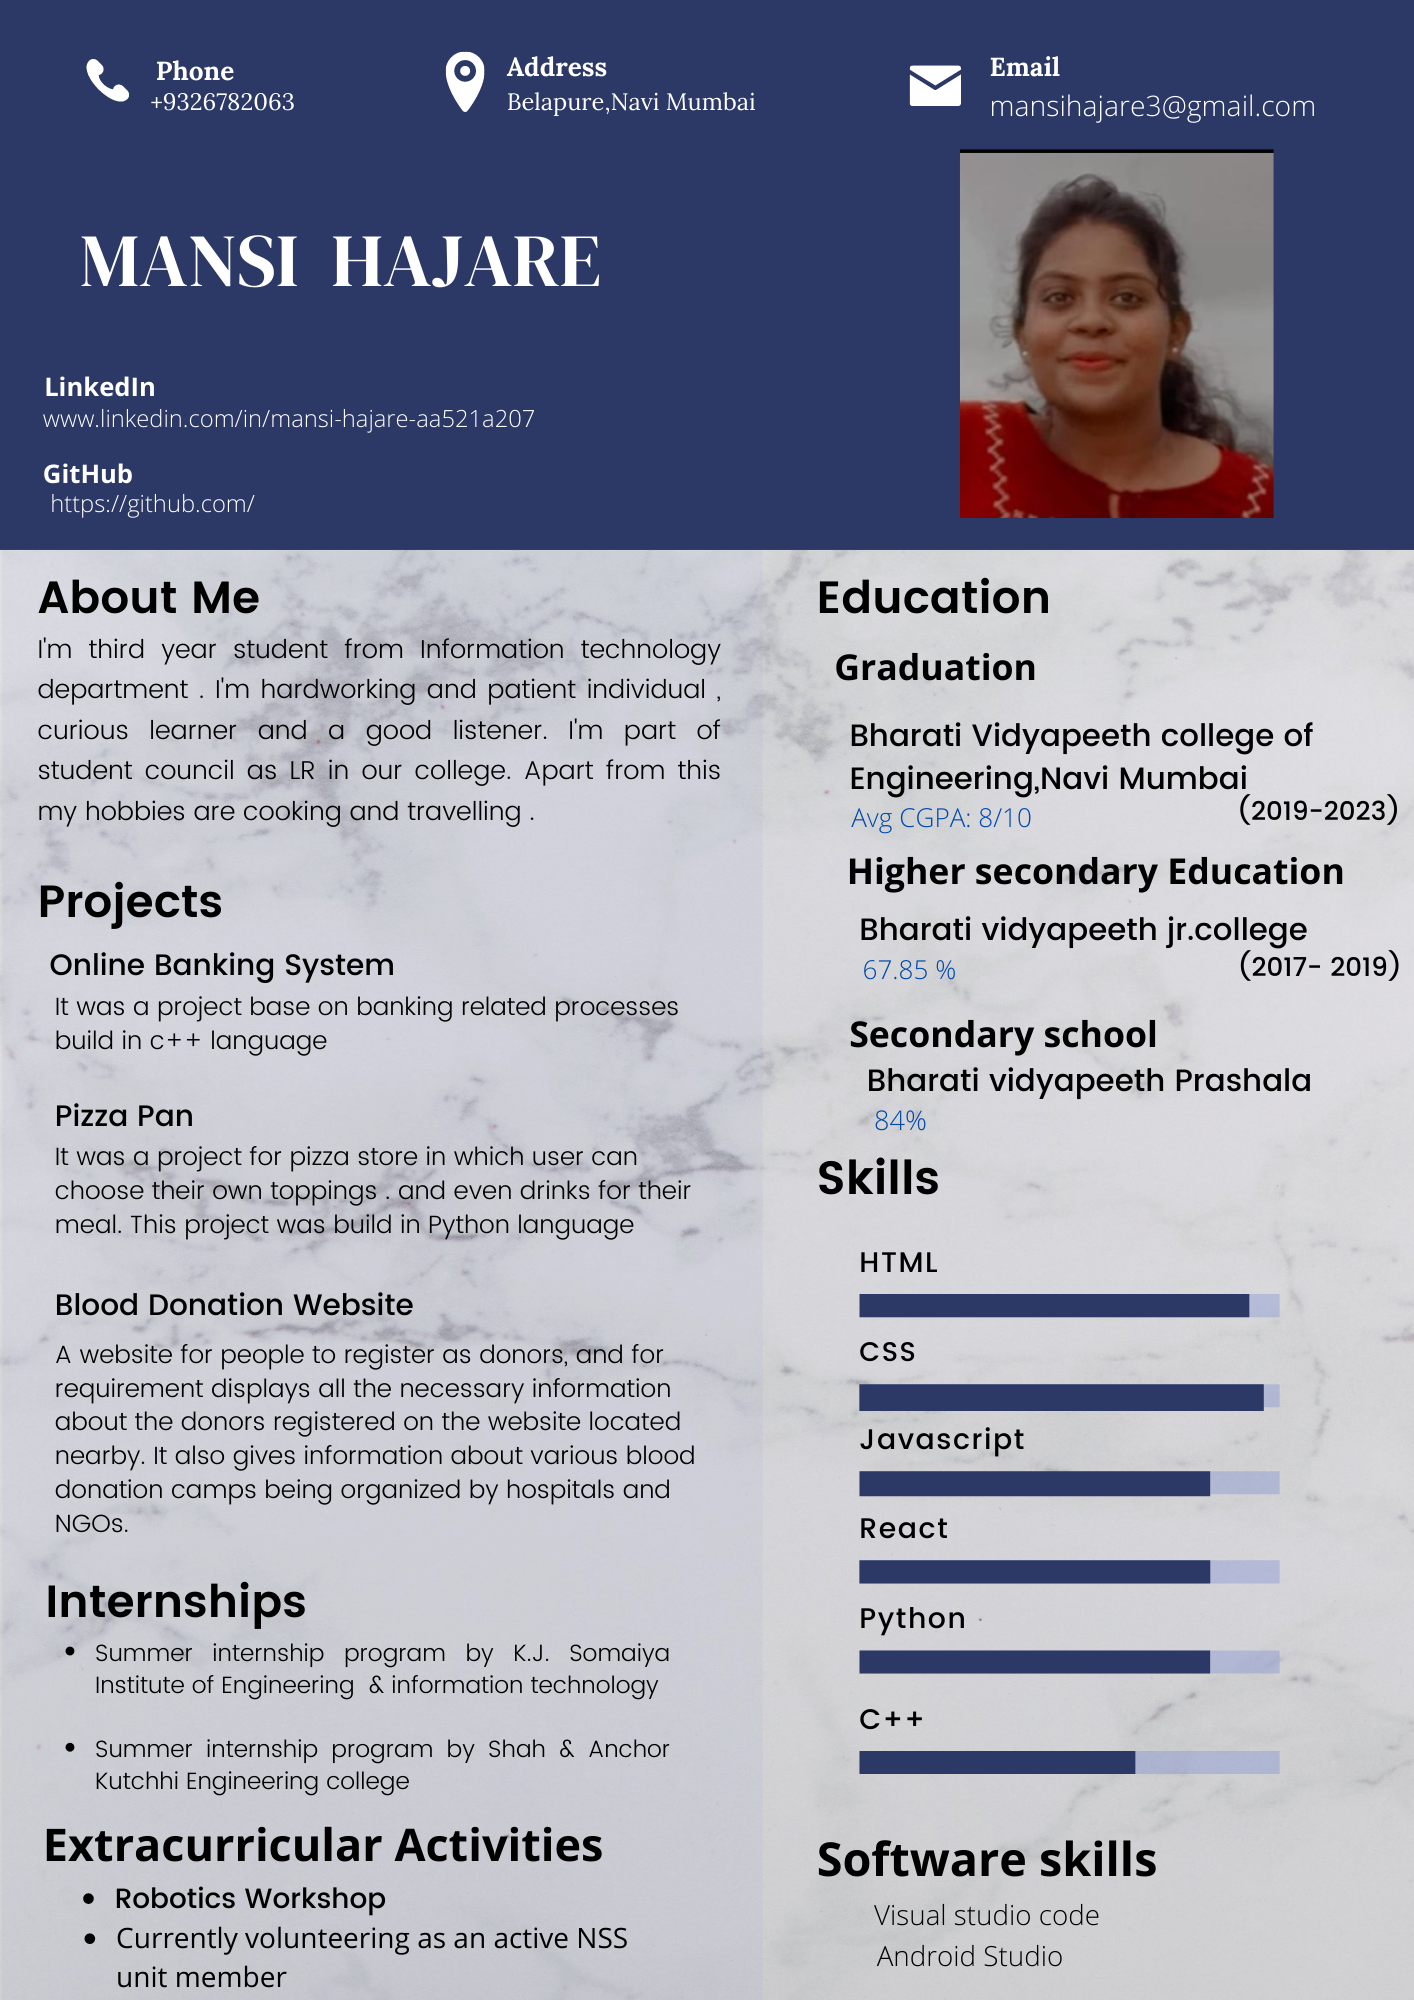 Phone
+9326782063
Address
Belapure,Navi Mumbai
Email
mansihajare3@gmail.com
MANSI HAJARE
LinkedIn
www.linkedin.com/in/mansi-hajare-aa521a207
GitHub
https://github.com/
About Me
I'm third year student from Information technology
department . I'm hardworking and patient individual ,
curious learner and a good listener. I'm part of
student council as LR in our college. Apart from this
my hobbies are cooking and travelling .
Projects
Online Banking System
It was a project base on banking related processes
build in c++ language
Pizza Pan
It was a project for pizza store in which user can
choose their own toppings . and even drinks for their
meal. This project was build in Python language
Blood Donation Website
A website for people to register as donors, and for
requirement displays all the necessary information
about the donors registered on the website located
nearby. It also gives information about various blood
donation camps being organized by hospitals and
NGOs.
Internships
• Summer internship program by K.J. Somaiya
Institute of Engineering & information technology
• Summer internship program by Shah & Anchor
Kutchhi Engineering college
Extracurricular Activities
• Robotics Workshop
• Currently volunteering as an active NSS
unit member
Education
Graduation
Bharati Vidyapeeth college of
Engineering,Navi Mumbai
Avg CGPA: 8/10
(2019-2023)
Higher secondary Education
Bharati vidyapeeth jr.college
67.85 %
(2017- 2019)
Secondary school
Bharati vidyapeeth Prashala
84%
Skills
HTML
CSS
Javascript
React
Python
C++
Software skills
Visual studio code
Android Studio